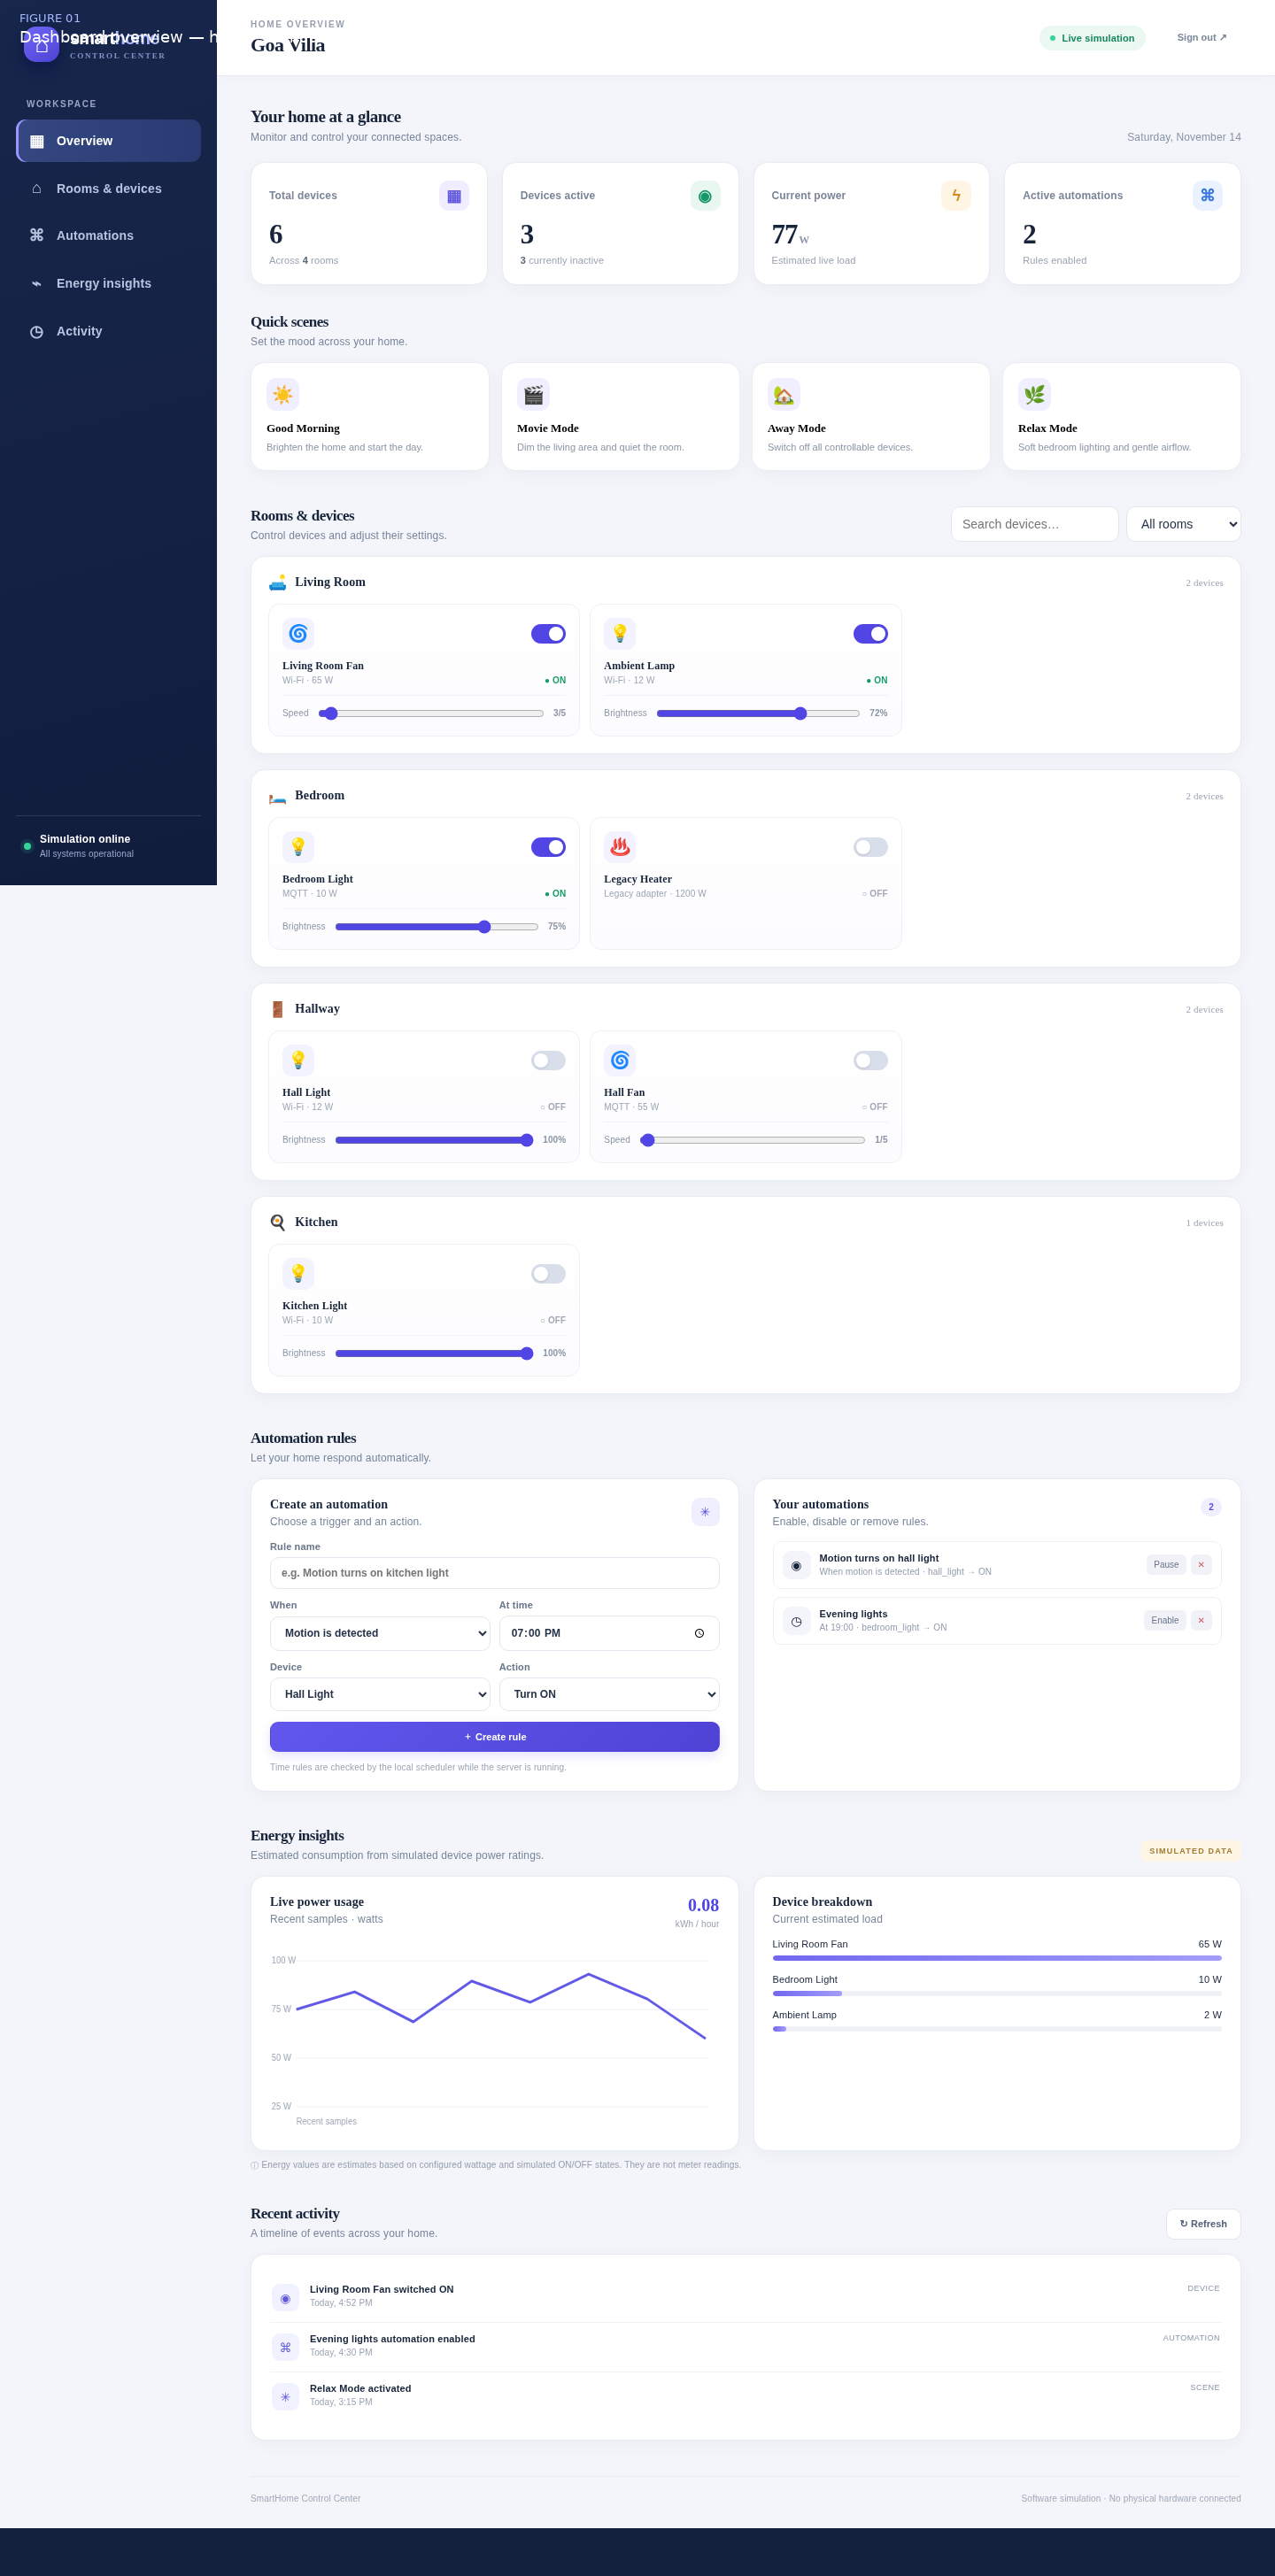 FIGURE 01
Dashboard overview — h
smarthome
CONTROL CENTER
WORKSPACE
Overview
Rooms & devices
Automations
Energy insights
Activity
Simulation online
All systems operational
HOME OVERVIEW
Goa Vilia
Live simulation
Sign out ↗
Your home at a glance
Monitor and control your connected spaces.
Saturday, November 14
Total devices
6
Across 4 rooms
Devices active
3
3 currently inactive
Current power
77 W
Estimated live load
Active automations
2
Rules enabled
Quick scenes
Set the mood across your home.
Good Morning
Brighten the home and start the day.
Movie Mode
Dim the living area and quiet the room.
Away Mode
Switch off all controllable devices.
Relax Mode
Soft bedroom lighting and gentle airflow.
Rooms & devices
Control devices and adjust their settings.
Search devices…
All rooms
Living Room
2 devices
Living Room Fan
Wi-Fi · 65 W
● ON
Speed
3/5
Ambient Lamp
Wi-Fi · 12 W
● ON
Brightness
72%
Bedroom
2 devices
Bedroom Light
MQTT · 10 W
● ON
Brightness
75%
Legacy Heater
Legacy adapter · 1200 W
○ OFF
Hallway
2 devices
Hall Light
Wi-Fi · 12 W
○ OFF
Brightness
100%
Hall Fan
MQTT · 55 W
○ OFF
Speed
1/5
Kitchen
1 devices
Kitchen Light
Wi-Fi · 10 W
○ OFF
Brightness
100%
Automation rules
Let your home respond automatically.
Create an automation
Choose a trigger and an action.
Rule name
e.g. Motion turns on kitchen light
When
At time
Motion is detected
07:00 PM
Device
Action
Hall Light
Turn ON
+ Create rule
Time rules are checked by the local scheduler while the server is running.
Your automations
Enable, disable or remove rules.
2
Motion turns on hall light
When motion is detected · hall_light → ON
Pause
✕
Evening lights
At 19:00 · bedroom_light → ON
Enable
✕
Energy insights
Estimated consumption from simulated device power ratings.
SIMULATED DATA
Live power usage
Recent samples · watts
0.08
kWh / hour
100 W
75 W
50 W
25 W
Recent samples
Device breakdown
Current estimated load
Living Room Fan
65 W
Bedroom Light
10 W
Ambient Lamp
2 W
ⓘ Energy values are estimates based on configured wattage and simulated ON/OFF states. They are not meter readings.
Recent activity
A timeline of events across your home.
↻ Refresh
Living Room Fan switched ON
Today, 4:52 PM
DEVICE
Evening lights automation enabled
Today, 4:30 PM
AUTOMATION
Relax Mode activated
Today, 3:15 PM
SCENE
SmartHome Control Center
Software simulation · No physical hardware connected